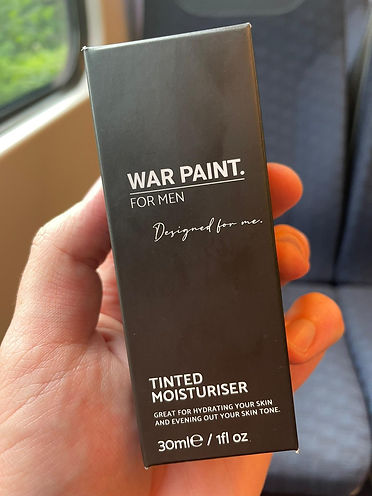 WAR PAINT.
FOR MEN
Designed for me.
TINTED
MOISTURISER
GREAT FOR HYDRATING YOUR SKIN
AND EVENING OUT YOUR SKIN TONE.
30ml℮ / 1fl oz